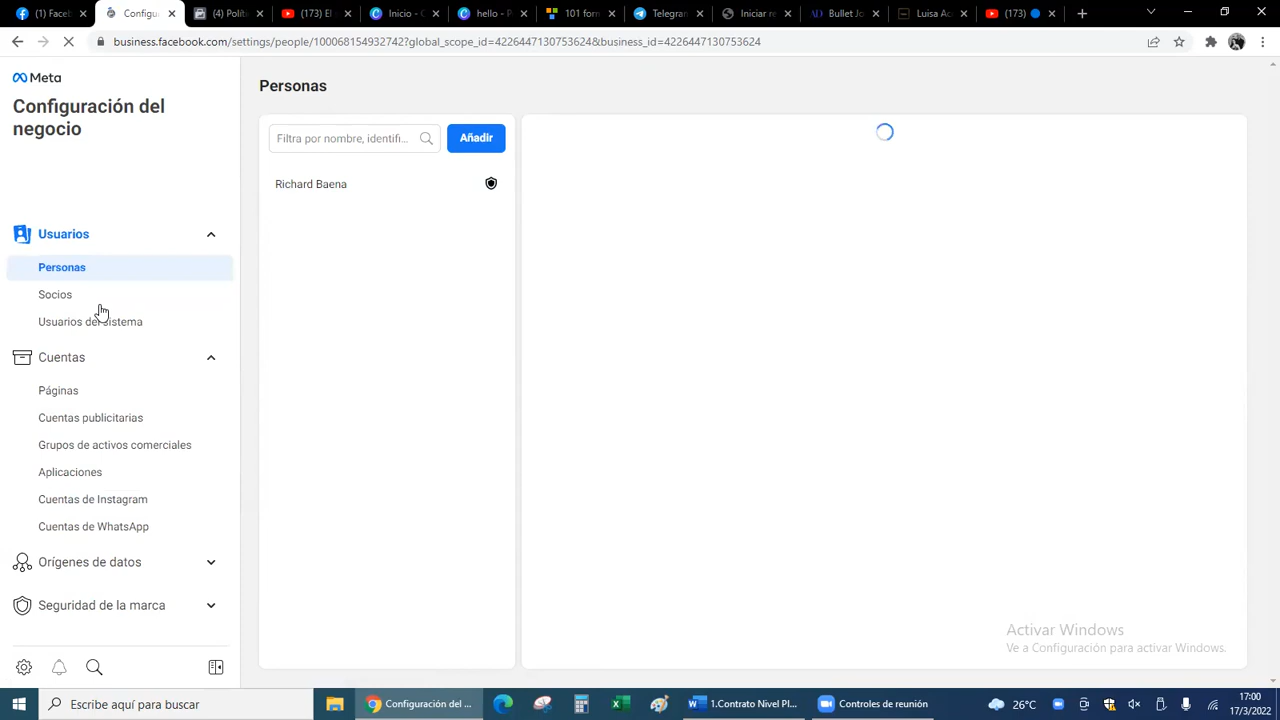 (1) Faceb
Configu
(4) Polít
(173) El
Inicio - C
hello - P
101 form
Telegran
Iniciar re
Bullet Jo
Luisa Ac
(173)
business.facebook.com/settings/people/100068154932742?global_scope_id=4226447130753624&business_id=4226447130753624
Meta
Configuración del
negocio
Personas
Filtra por nombre, identifi...
Añadir
Richard Baena
Usuarios
Personas
Socios
Usuarios del sistema
Cuentas
Páginas
Cuentas publicitarias
Grupos de activos comerciales
Aplicaciones
Cuentas de Instagram
Cuentas de WhatsApp
Orígenes de datos
Seguridad de la marca
Activar Windows
Ve a Configuración para activar Windows.
Escribe aquí para buscar
Configuración del ...
1.Contrato Nivel Pl...
Controles de reunión
26°C
17:00
17/3/2022